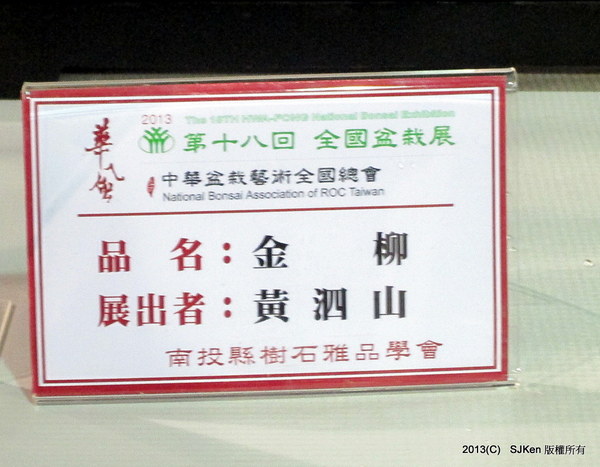 2013 The 18TH HWA-FONG National Bonsai Exhibition
華風
第十八回 全國盆栽展
中華盆栽藝術全國總會
National Bonsai Association of ROC Taiwan
品 名：金 柳
展出者：黃泗山
南投縣樹石雅品學會
2013(C) SJKen 版權所有